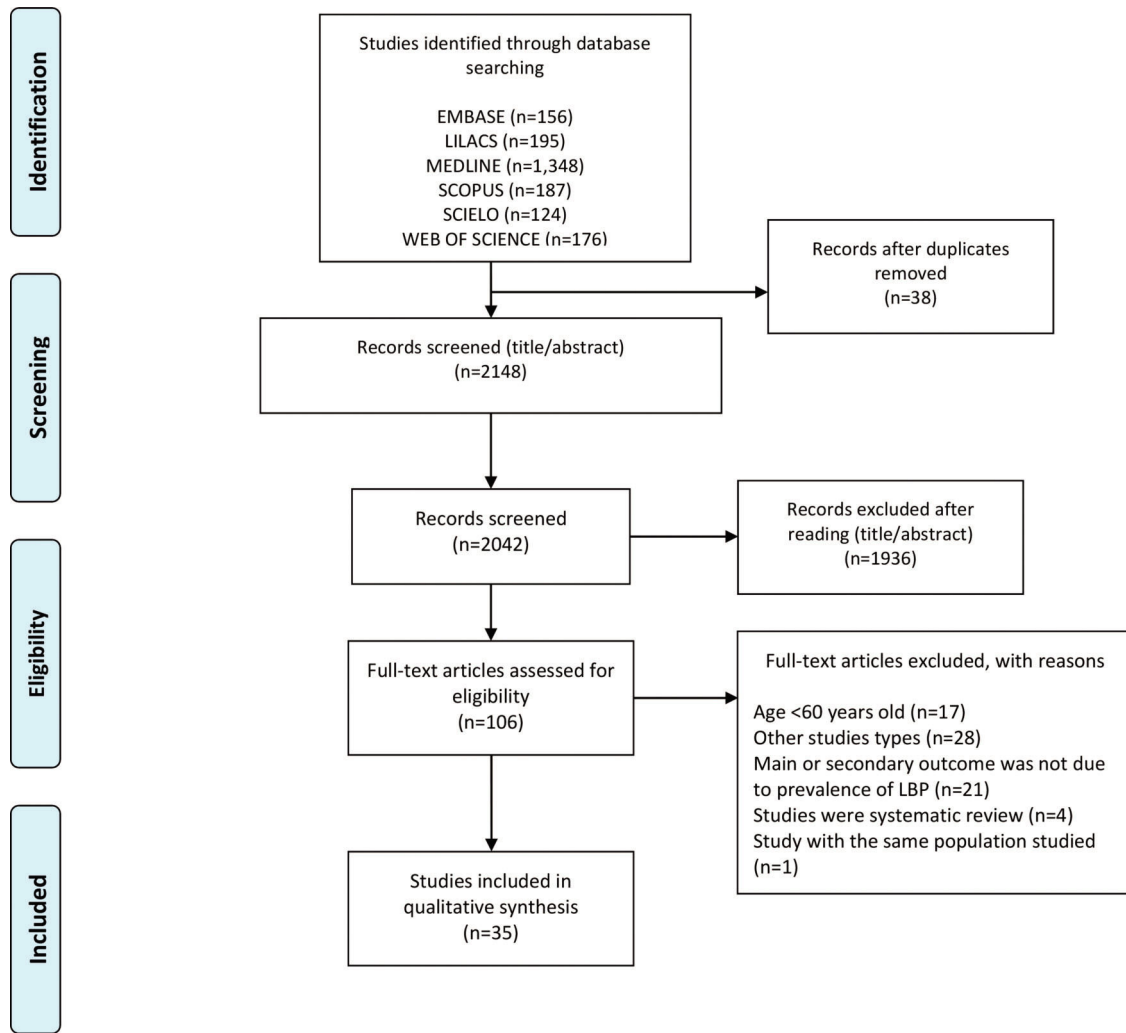 Identification
Studies identified through database
searching
EMBASE (n=156)
LILACS (n=195)
MEDLINE (n=1,348)
SCOPUS (n=187)
SCIELO (n=124)
WEB OF SCIENCE (n=176)
Records after duplicates
removed
(n=38)
Screening
Records screened (title/abstract)
(n=2148)
Records screened
(n=2042)
Records excluded after
reading (title/abstract)
(n=1936)
Eligibility
Full-text articles assessed for
eligibility
(n=106)
Full-text articles excluded, with reasons
Age <60 years old (n=17)
Other studies types (n=28)
Main or secondary outcome was not due
to prevalence of LBP (n=21)
Studies were systematic review (n=4)
Study with the same population studied
(n=1)
Included
Studies included in
qualitative synthesis
(n=35)